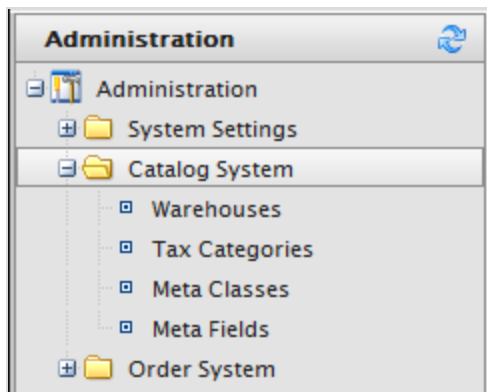 Administration
Administration
System Settings
Catalog System
Warehouses
Tax Categories
Meta Classes
Meta Fields
Order System